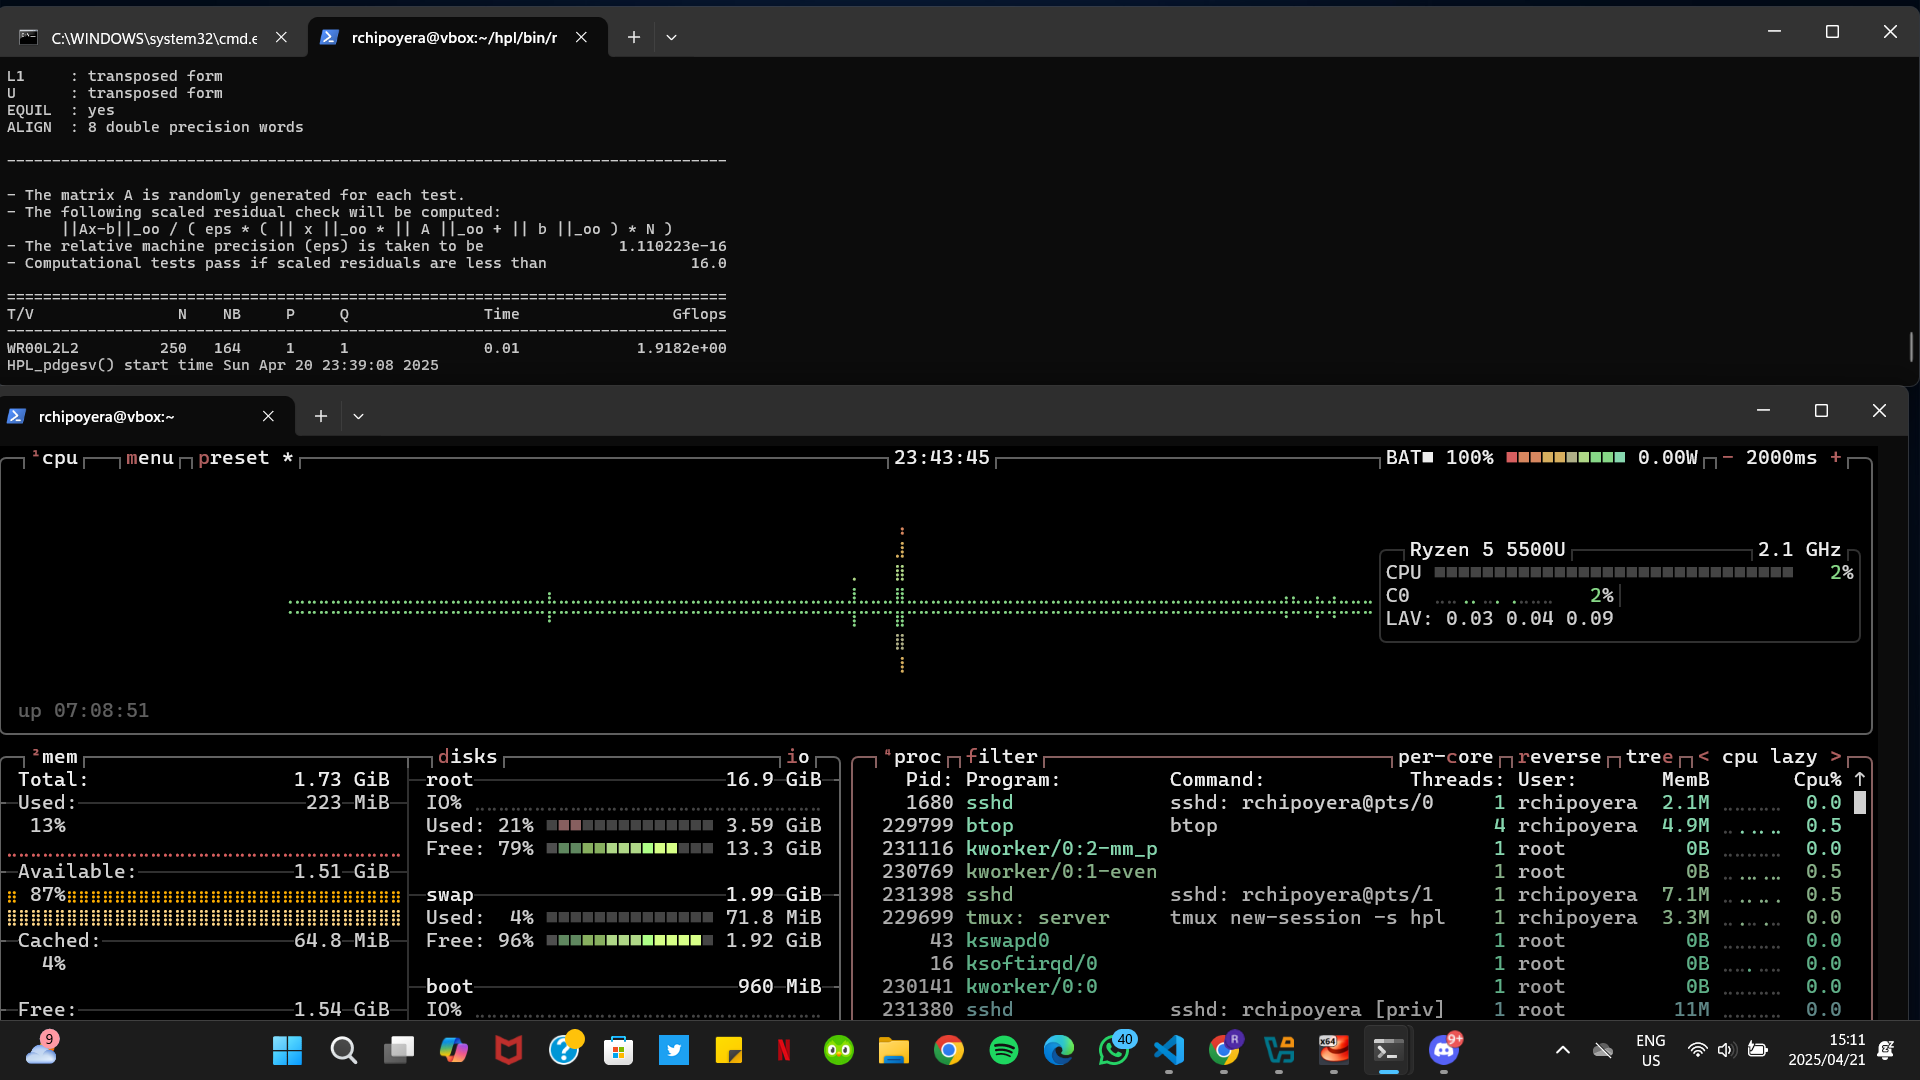 C:\WINDOWS\system32\cmd.e
rchipoyera@vbox:~/hpl/bin/r
L1     : transposed form
U      : transposed form
EQUIL  : yes
ALIGN  : 8 double precision words
--------------------------------------------------------------------------------
- The matrix A is randomly generated for each test.
- The following scaled residual check will be computed:
||Ax-b||_oo / ( eps * ( || x ||_oo * || A ||_oo + || b ||_oo ) * N )
- The relative machine precision (eps) is taken to be               1.110223e-16
- Computational tests pass if scaled residuals are less than                16.0
================================================================================
T/V                N    NB     P     Q               Time                 Gflops
--------------------------------------------------------------------------------
WR00L2L2         250   164     1     1               0.01             1.9182e+00
HPL_pdgesv() start time Sun Apr 20 23:39:08 2025
rchipoyera@vbox:~
¹cpu menu preset * 23:43:45 BAT■ 100% 0.00W - 2000ms +
Ryzen 5 5500U 2.1 GHz
CPU 2%
C0 2%
LAV: 0.03 0.04 0.09
up 07:08:51
²mem
Total: 1.73 GiB
Used: 223 MiB
13%
Available: 1.51 GiB
87%
Cached: 64.8 MiB
4%
Free: 1.54 GiB
disks io
root 16.9 GiB
IO%
Used: 21% 3.59 GiB
Free: 79% 13.3 GiB
swap 1.99 GiB
Used: 4% 71.8 MiB
Free: 96% 1.92 GiB
boot 960 MiB
IO%
⁴proc filter per-core reverse tree < cpu lazy >
Pid: Program: Command: Threads: User: MemB Cpu% ↑
1680 sshd sshd: rchipoyera@pts/0 1 rchipoyera 2.1M 0.0
229799 btop btop 4 rchipoyera 4.9M 0.5
231116 kworker/0:2-mm_p 1 root 0B 0.0
230769 kworker/0:1-even 1 root 0B 0.5
231398 sshd sshd: rchipoyera@pts/1 1 rchipoyera 7.1M 0.5
229699 tmux: server tmux new-session -s hpl 1 rchipoyera 3.3M 0.0
43 kswapd0 1 root 0B 0.0
16 ksoftirqd/0 1 root 0B 0.0
230141 kworker/0:0 1 root 0B 0.0
231380 sshd sshd: rchipoyera [priv] 1 root 11M 0.0
9
N
40
R
x64
9+
ENG
US
15:11
2025/04/21